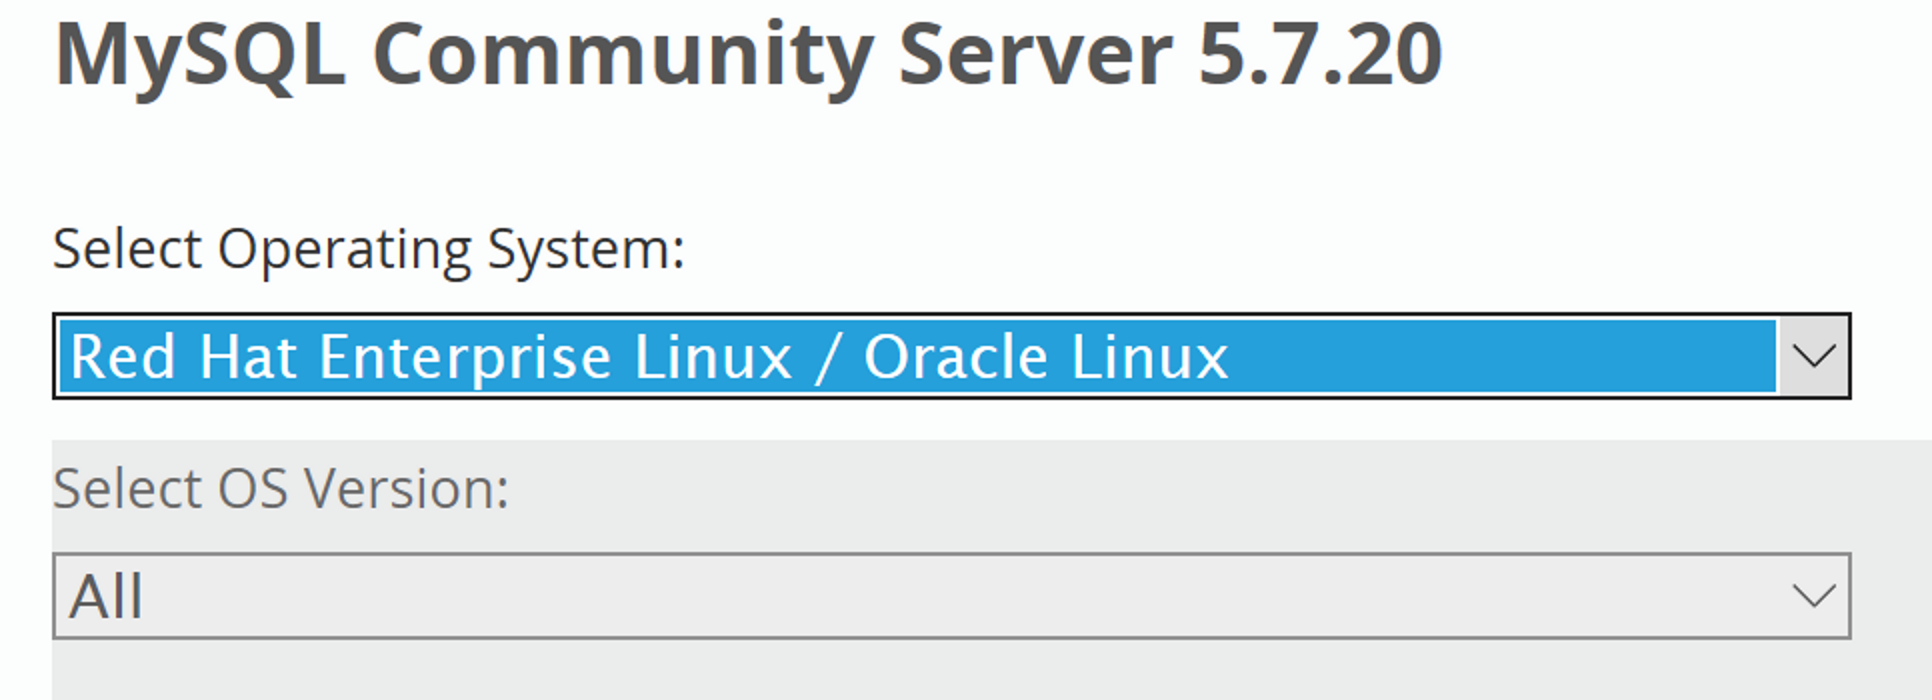 MySQL Community Server 5.7.20
Select Operating System:
Red Hat Enterprise Linux / Oracle Linux
Select OS Version:
All